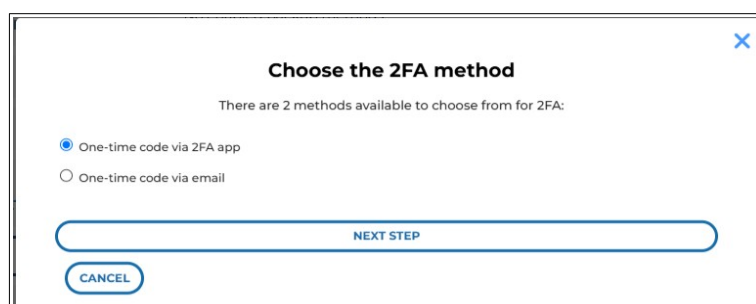 Choose the 2FA method
There are 2 methods available to choose from for 2FA:
One-time code via 2FA app
One-time code via email
NEXT STEP
CANCEL